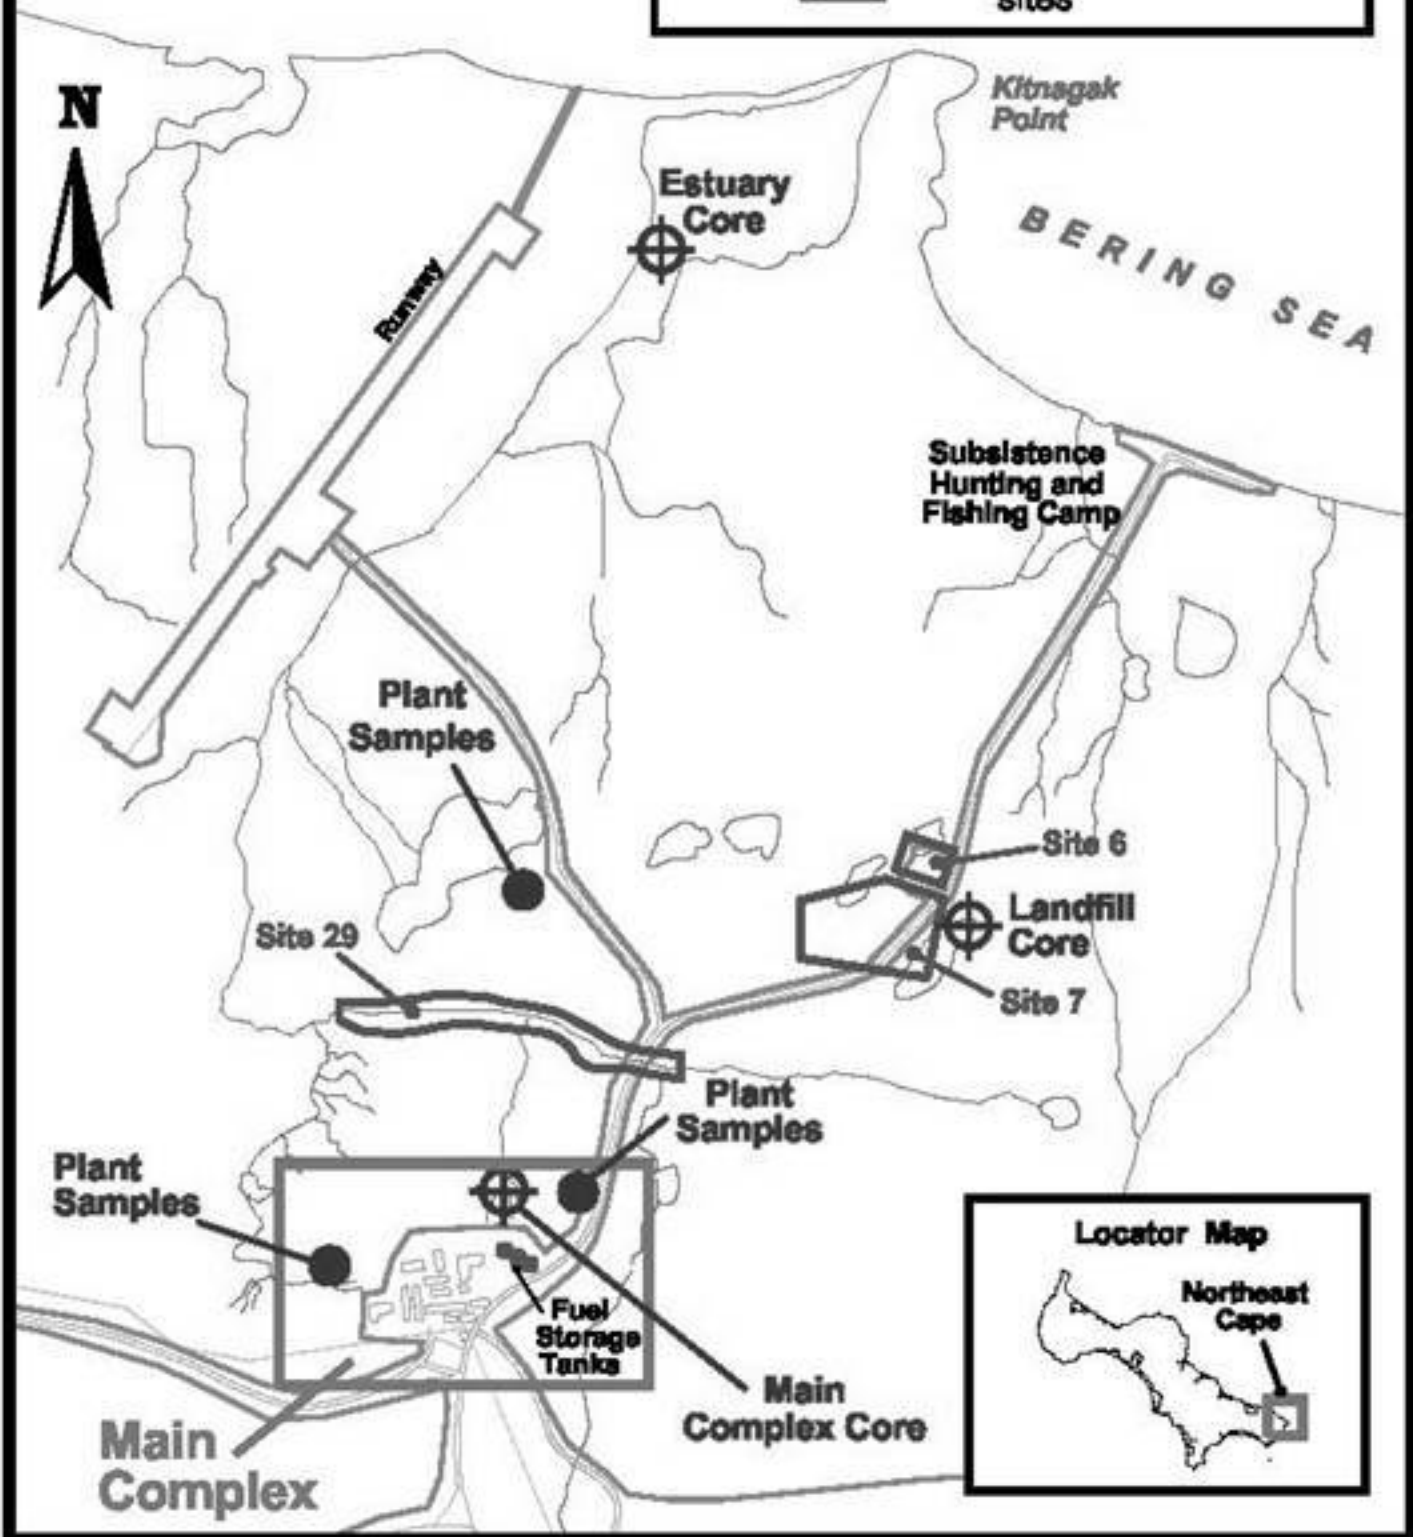 sites
N
Kitnagak
Point
BERING SEA
Estuary
Core
Runway
Subsistence
Hunting and
Fishing Camp
Plant
Samples
Site 6
Landfill
Core
Site 29
Site 7
Plant
Samples
Plant
Samples
Fuel
Storage
Tanks
Main
Complex Core
Main
Complex
Locator Map
Northeast
Cape